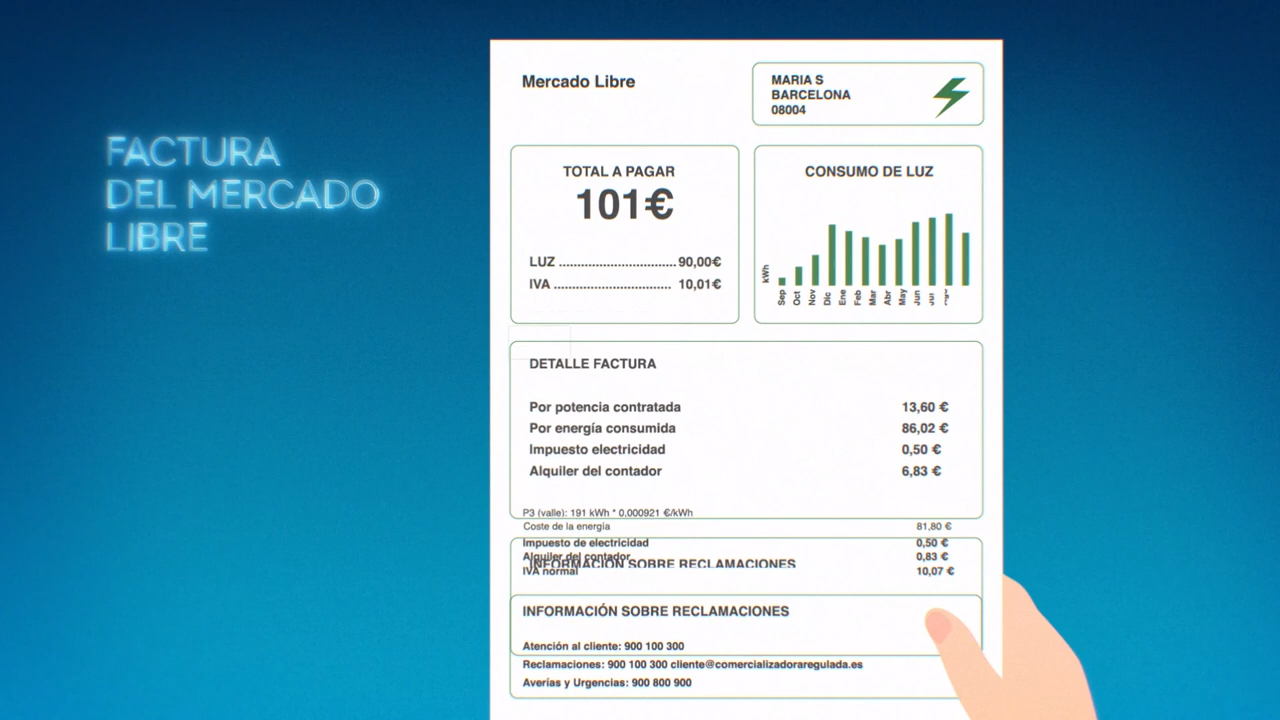 FACTURA
DEL MERCADO
LIBRE
Mercado Libre
MARIA S
BARCELONA
08004
TOTAL A PAGAR
101€
LUZ ................................ 90,00€
IVA ................................ 10,01€
CONSUMO DE LUZ
kWh
Sep Oct Nov Dic Ene Feb Mar Abr May Jun
DETALLE FACTURA
Por potencia contratada 13,60 €
Por energía consumida 86,02 €
Impuesto electricidad 0,50 €
Alquiler del contador 6,83 €
P3 (valle): 191 kWh * 0,000921 €/kWh
Coste de la energía 81,80 €
Impuesto de electricidad 0,50 €
Alquiler del contador 0,83 €
INFORMACIÓN SOBRE RECLAMACIONES
IVA normal 10,07 €
INFORMACIÓN SOBRE RECLAMACIONES
Atención al cliente: 900 100 300
Reclamaciones: 900 100 300 cliente@comercializadoraregulada.es
Averías y Urgencias: 900 800 900